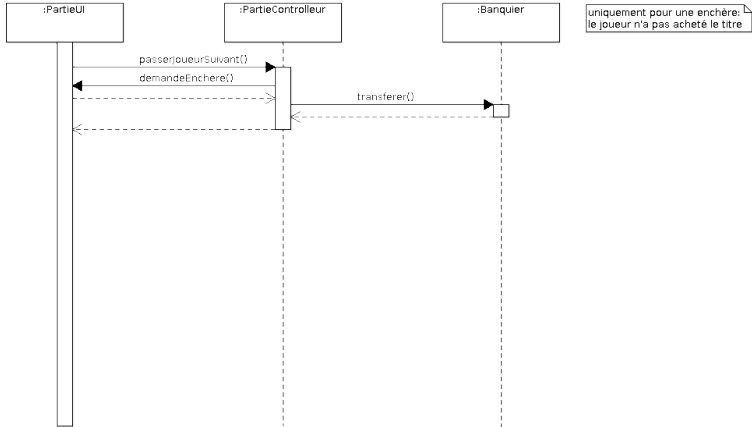 :PartieUI
:PartieControlleur
:Banquier
uniquement pour une enchère:
le joueur n'a pas acheté le titre
passerJoueurSuivant()
demandeEnchere()
transferer()